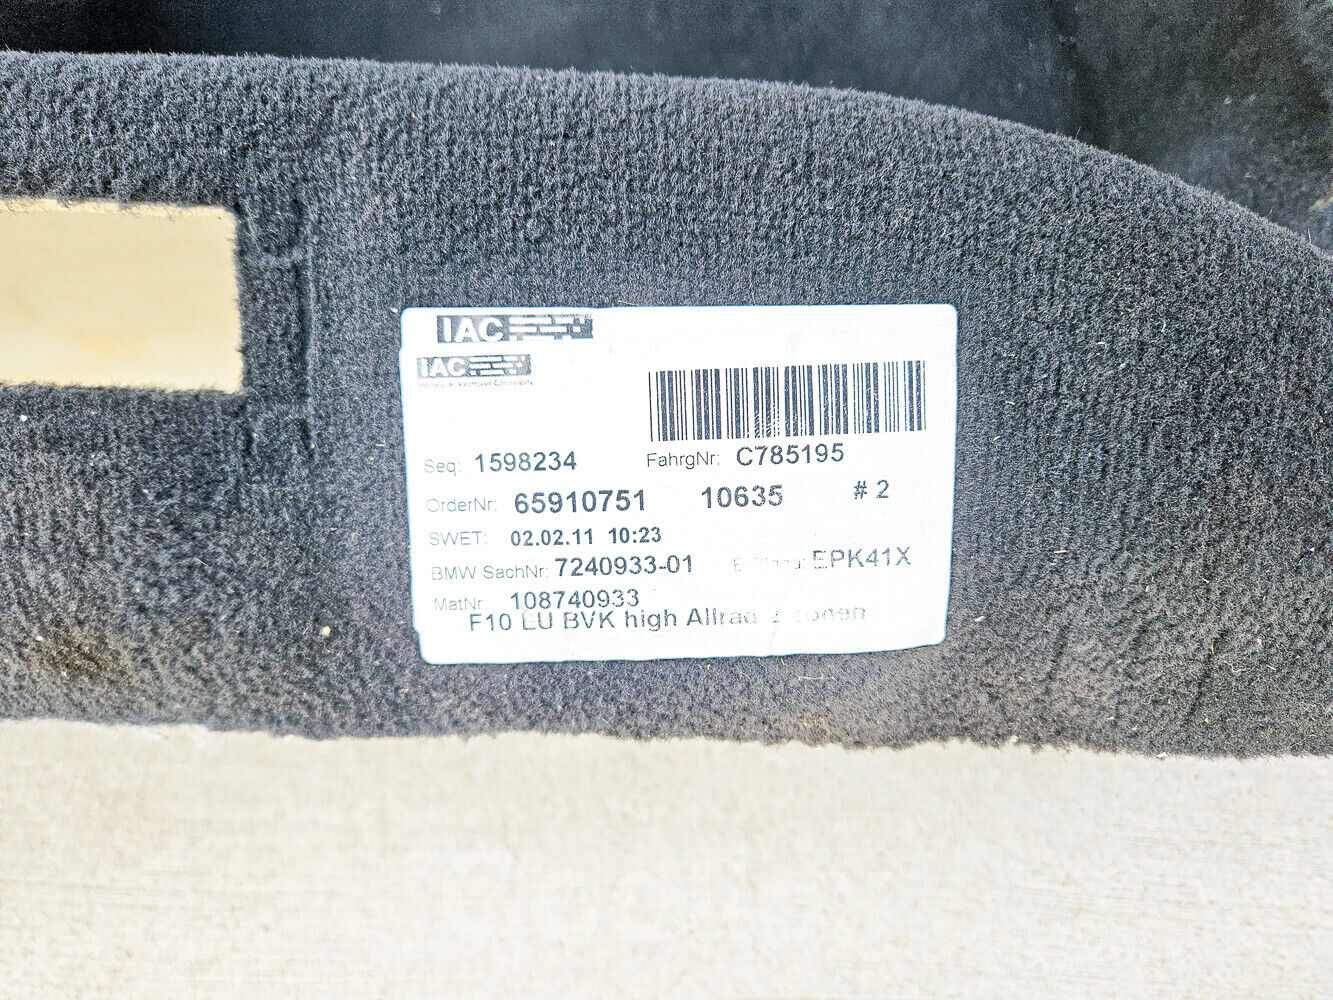 IAC
IAC
Seq: 1598234
FahrgNr: C785195
OrderNr: 65910751 10635 # 2
SWET: 02.02.11 10:23
BMW SachNr: 7240933-01 EPK41X
MatNr 108740933
F10 LU BVK high Allrad